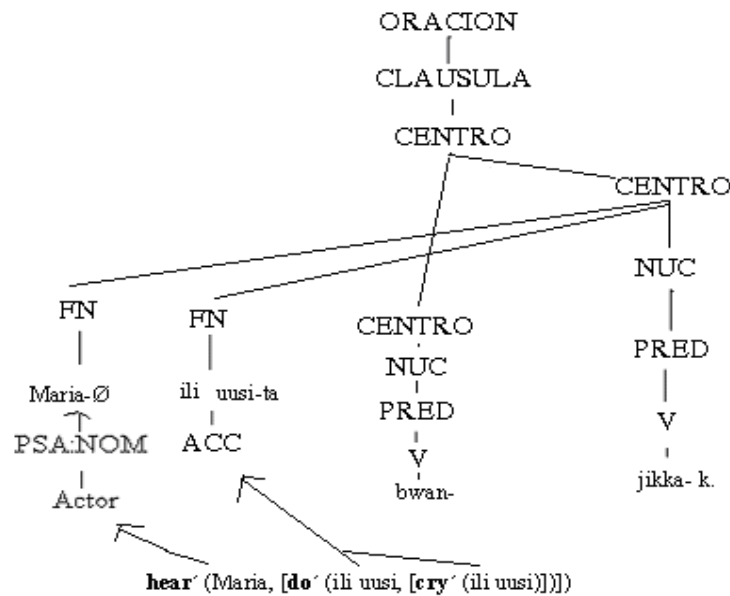 ORACION
CLAUSULA
CENTRO
CENTRO
NUC
FN FN CENTRO
NUC PRED
Maria-Ø ili uusi-ta PRED V
PSA:NOM ACC V jikka- k.
Actor bwan-
hear´ (Maria, [do´ (ili uusi, [cry´ (ili uusi)])])